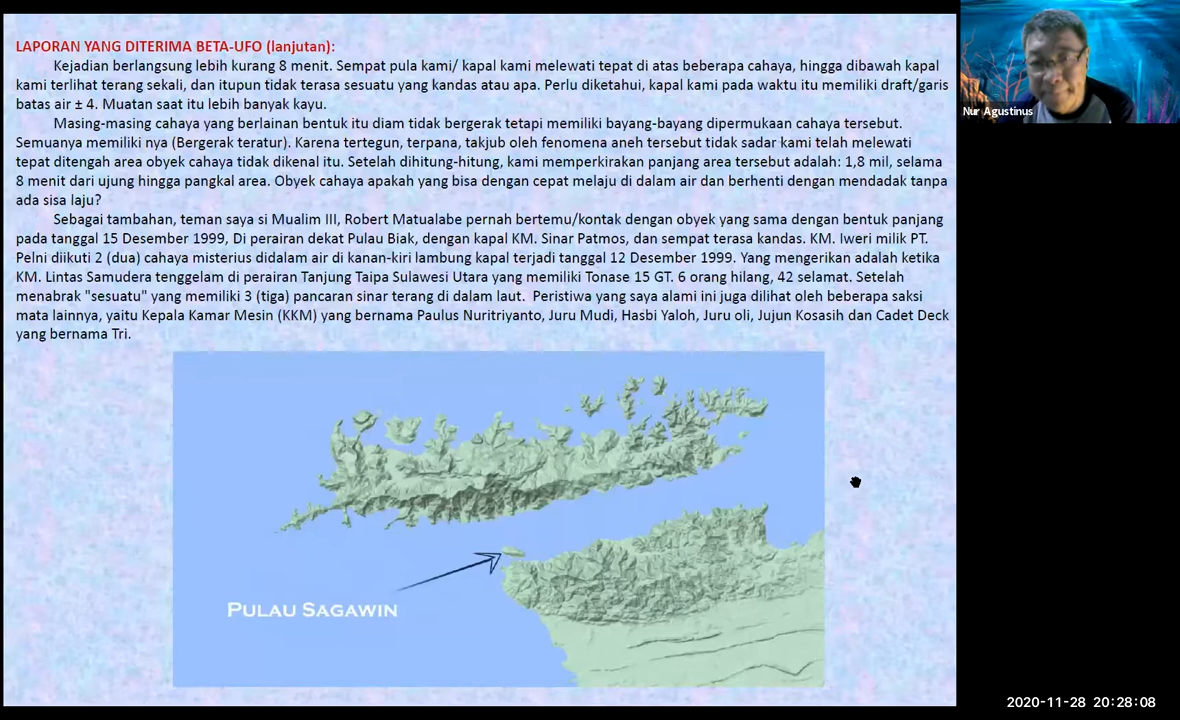 LAPORAN YANG DITERIMA BETA-UFO (lanjutan):
Kejadian berlangsung lebih kurang 8 menit. Sempat pula kami/ kapal kami melewati tepat di atas beberapa cahaya, hingga dibawah kapal
kami terlihat terang sekali, dan itupun tidak terasa sesuatu yang kandas atau apa. Perlu diketahui, kapal kami pada waktu itu memiliki draft/garis
batas air ± 4. Muatan saat itu lebih banyak kayu.
Masing-masing cahaya yang berlainan bentuk itu diam tidak bergerak tetapi memiliki bayang-bayang dipermukaan cahaya tersebut.
Semuanya memiliki nya (Bergerak teratur). Karena tertegun, terpana, takjub oleh fenomena aneh tersebut tidak sadar kami telah melewati
tepat ditengah area obyek cahaya tidak dikenal itu. Setelah dihitung-hitung, kami memperkirakan panjang area tersebut adalah: 1,8 mil, selama
8 menit dari ujung hingga pangkal area. Obyek cahaya apakah yang bisa dengan cepat melaju di dalam air dan berhenti dengan mendadak tanpa
ada sisa laju?
Sebagai tambahan, teman saya si Mualim III, Robert Matualabe pernah bertemu/kontak dengan obyek yang sama dengan bentuk panjang
pada tanggal 15 Desember 1999, Di perairan dekat Pulau Biak, dengan kapal KM. Sinar Patmos, dan sempat terasa kandas. KM. Iweri milik PT.
Pelni diikuti 2 (dua) cahaya misterius didalam air di kanan-kiri lambung kapal terjadi tanggal 12 Desember 1999. Yang mengerikan adalah ketika
KM. Lintas Samudera tenggelam di perairan Tanjung Taipa Sulawesi Utara yang memiliki Tonase 15 GT. 6 orang hilang, 42 selamat. Setelah
menabrak "sesuatu" yang memiliki 3 (tiga) pancaran sinar terang di dalam laut. Peristiwa yang saya alami ini juga dilihat oleh beberapa saksi
mata lainnya, yaitu Kepala Kamar Mesin (KKM) yang bernama Paulus Nuritriyanto, Juru Mudi, Hasbi Yaloh, Juru oli, Jujun Kosasih dan Cadet Deck
yang bernama Tri.
PULAU SAGAWIN
Nur Agustinus
2020-11-28 20:28:08